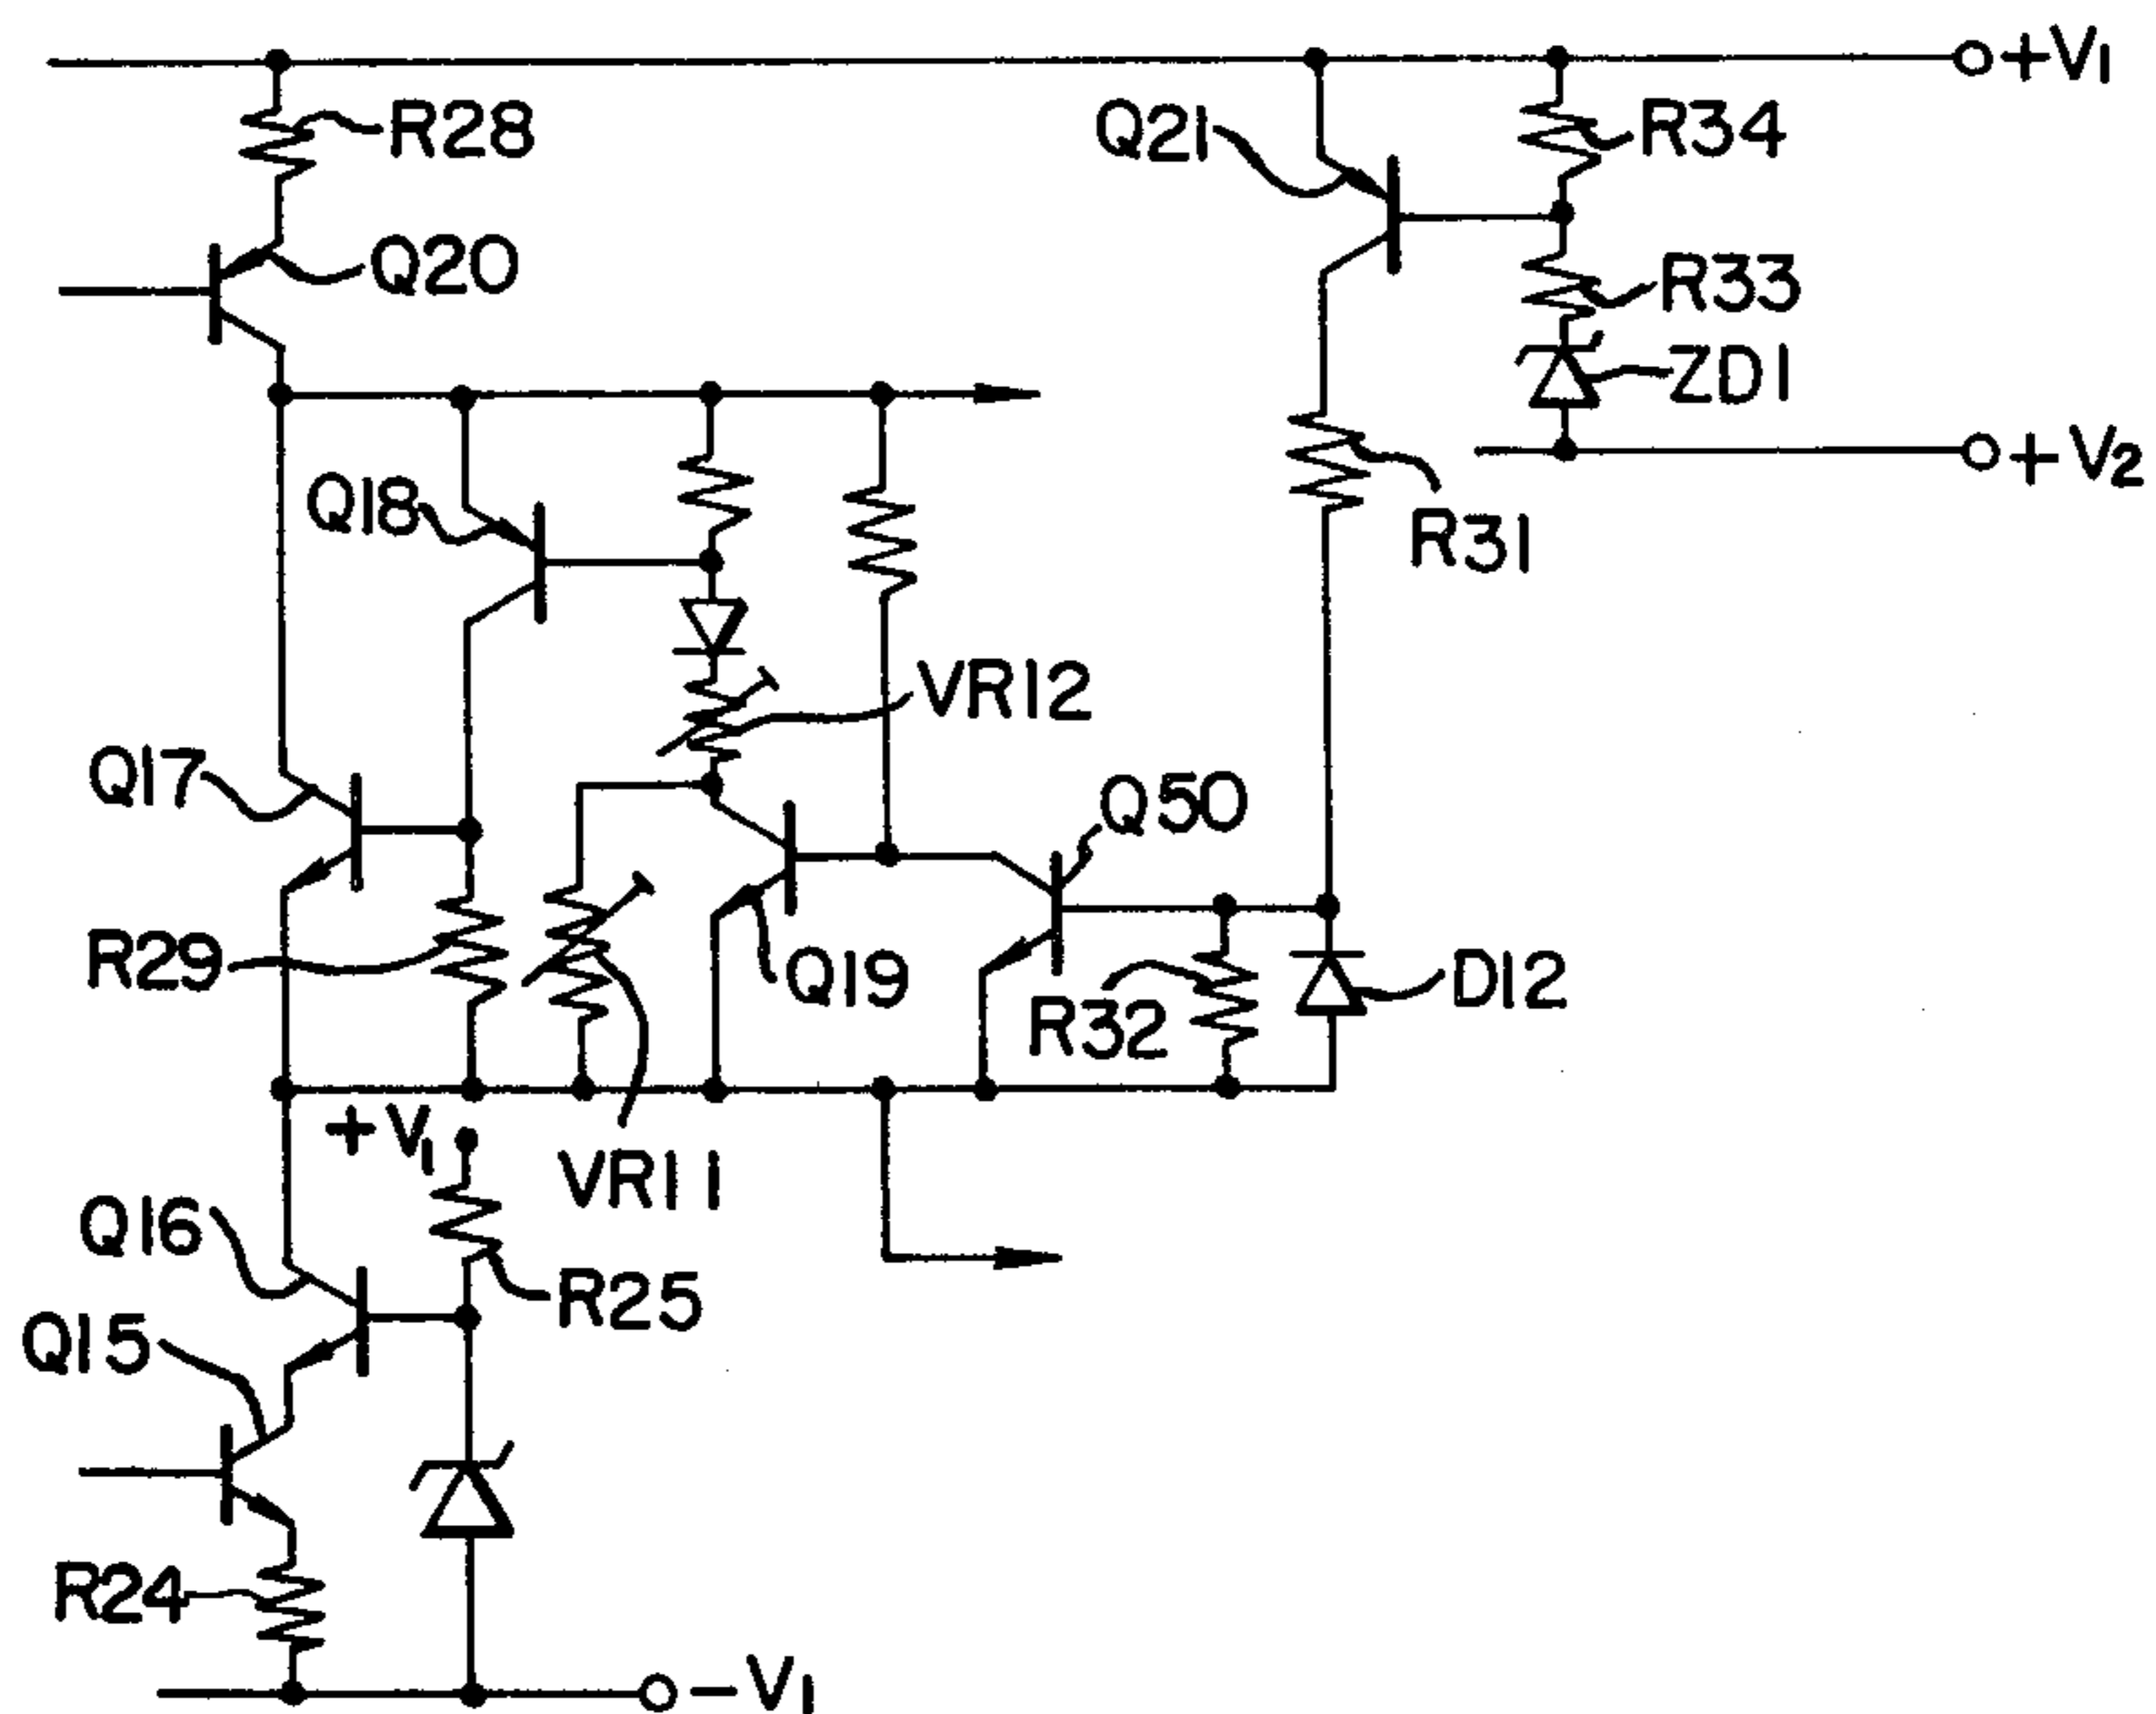 +V1
R28
Q21
R34
Q20
R33
ZD1
+V2
Q18
R31
VR12
Q17
Q50
R29
Q19
R32
D12
+V1
VR11
Q16
R25
Q15
R24
-V1